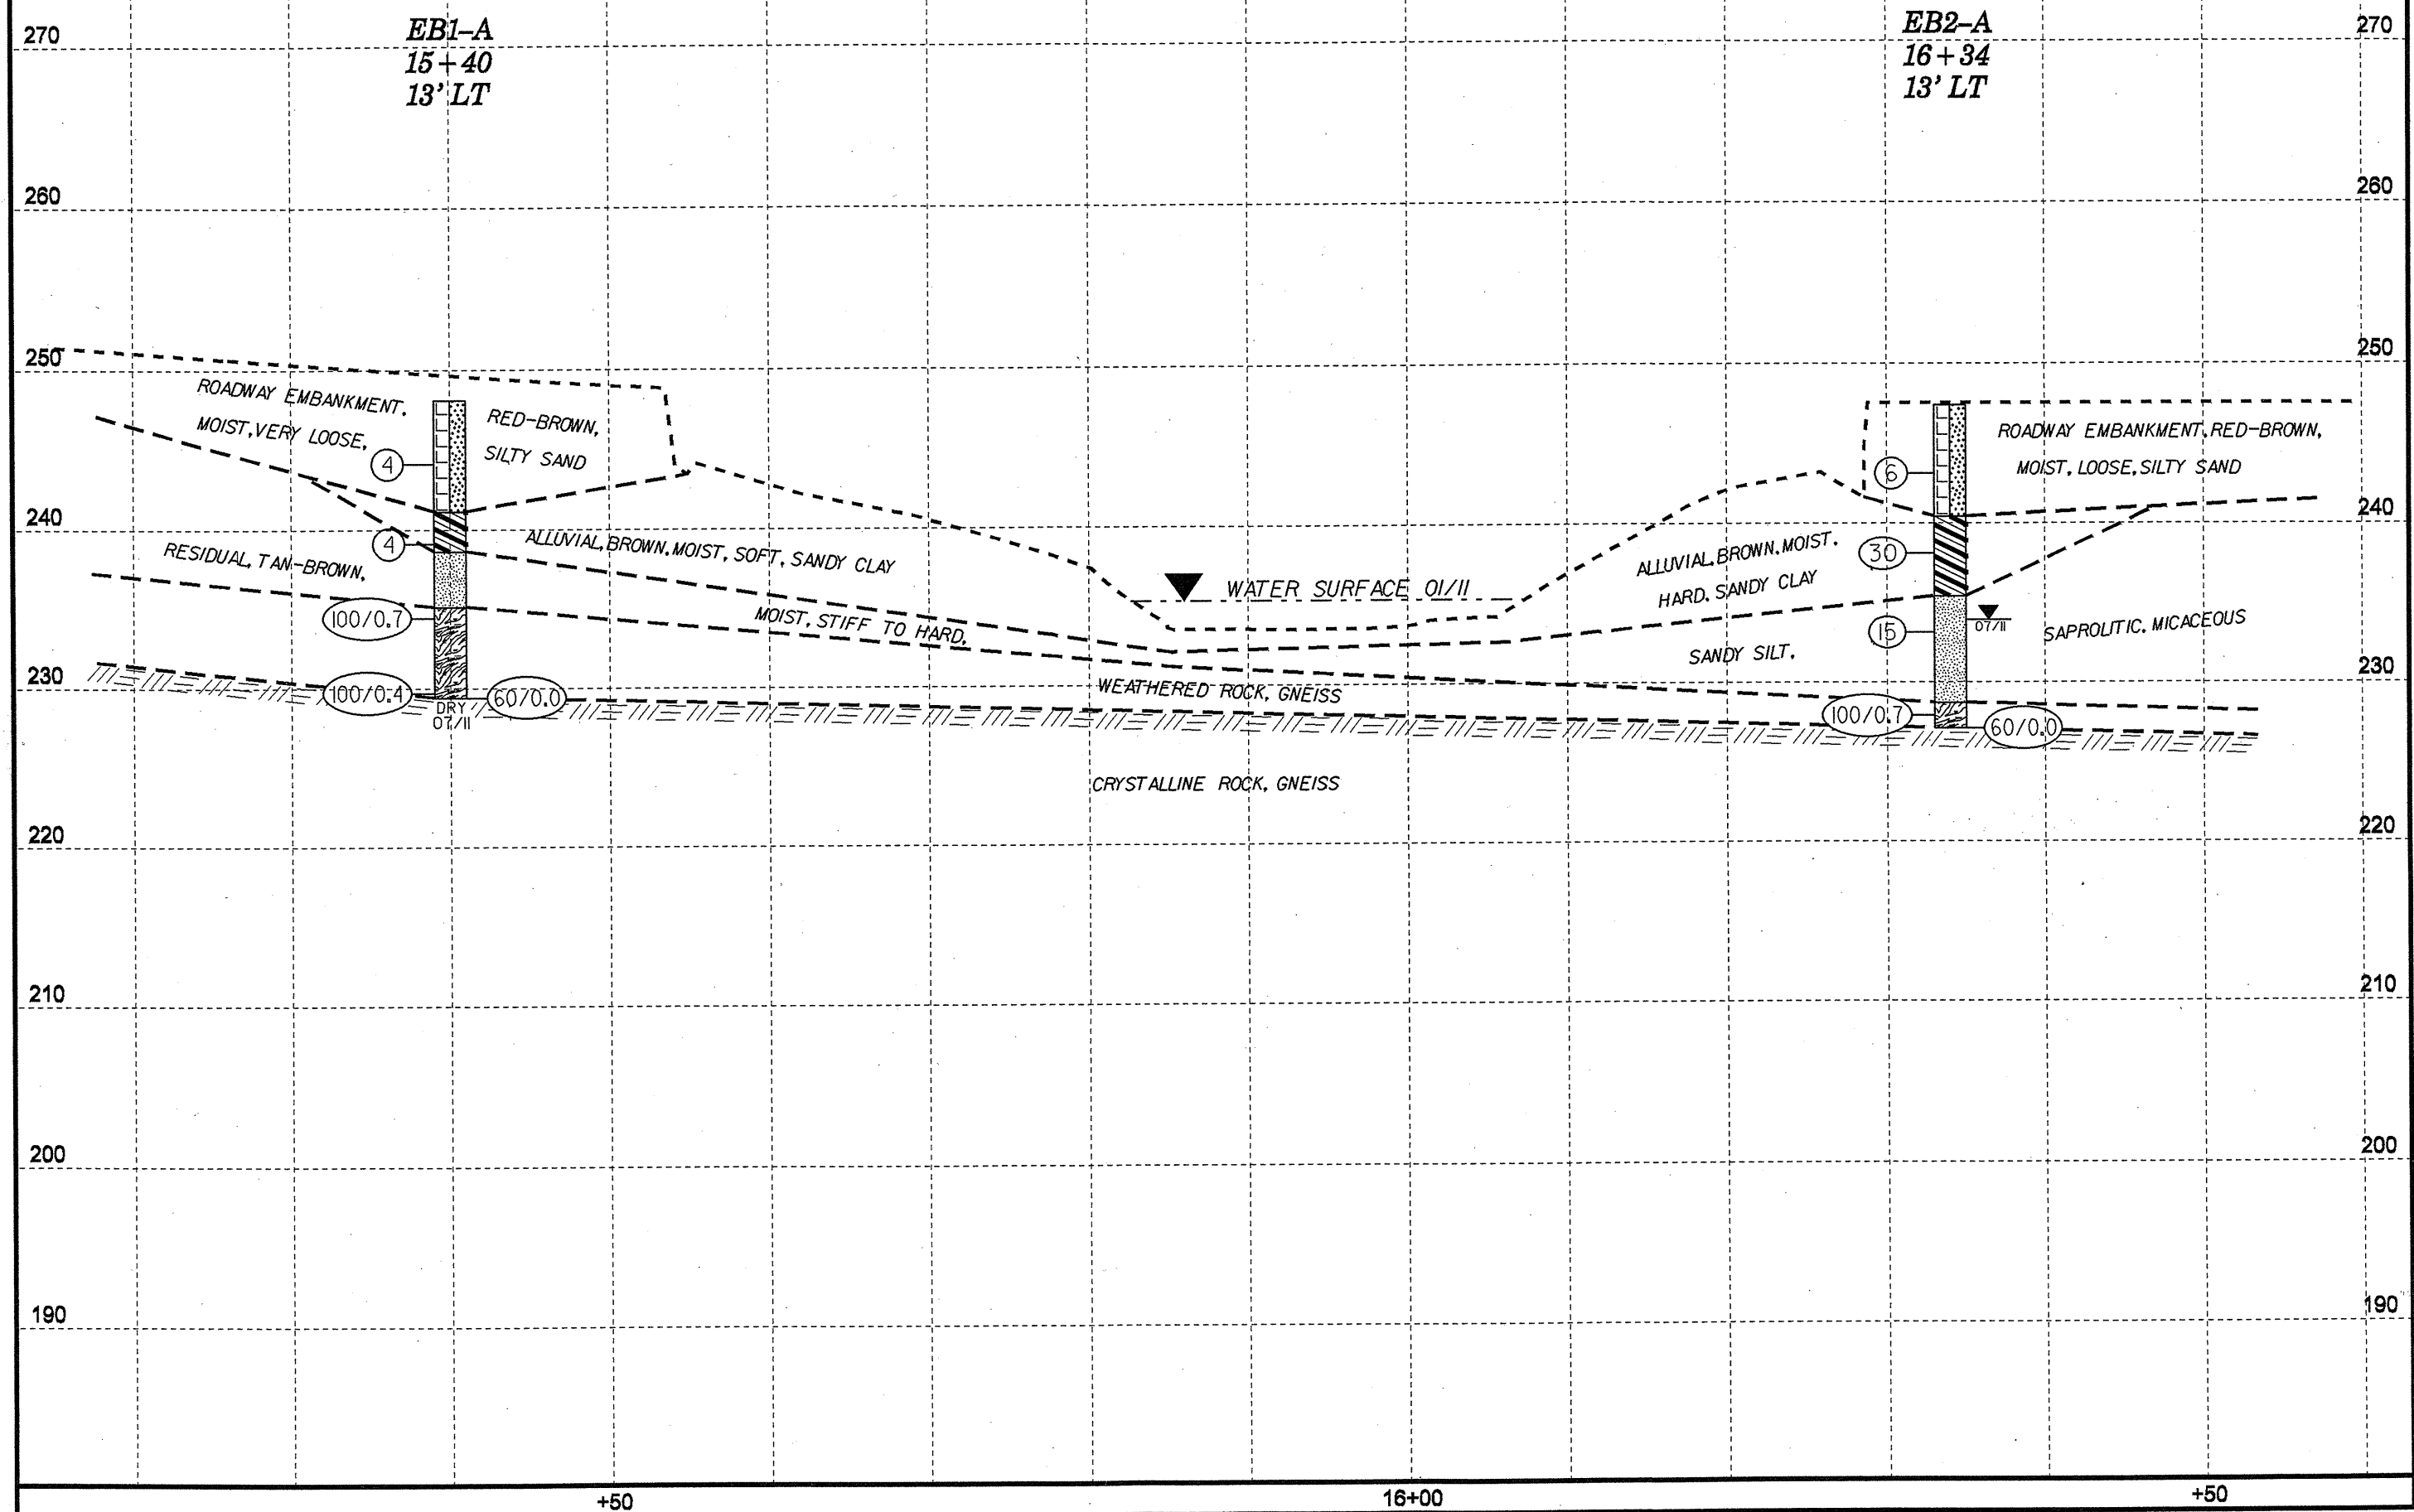 EB1-A
15+40
13' LT
EB2-A
16+34
13' LT
270
270
260
260
250
250
ROADWAY EMBANKMENT,
MOIST, VERY LOOSE,
RED-BROWN,
SILTY SAND
4
ROADWAY EMBANKMENT, RED-BROWN,
MOIST, LOOSE, SILTY SAND
6
240
240
4
ALLUVIAL, BROWN, MOIST, SOFT, SANDY CLAY
RESIDUAL, TAN-BROWN,
ALLUVIAL, BROWN, MOIST,
HARD, SANDY CLAY
30
WATER SURFACE 01/11
100/0.7
MOIST, STIFF TO HARD,
SANDY SILT,
15
07/11
SAPROLITIC, MICACEOUS
230
230
100/0.4
60/0.0
DRY
07/11
WEATHERED ROCK, GNEISS
100/0.7
60/0.0
CRYSTALLINE ROCK, GNEISS
220
220
210
210
200
200
190
190
+50
16+00
+50